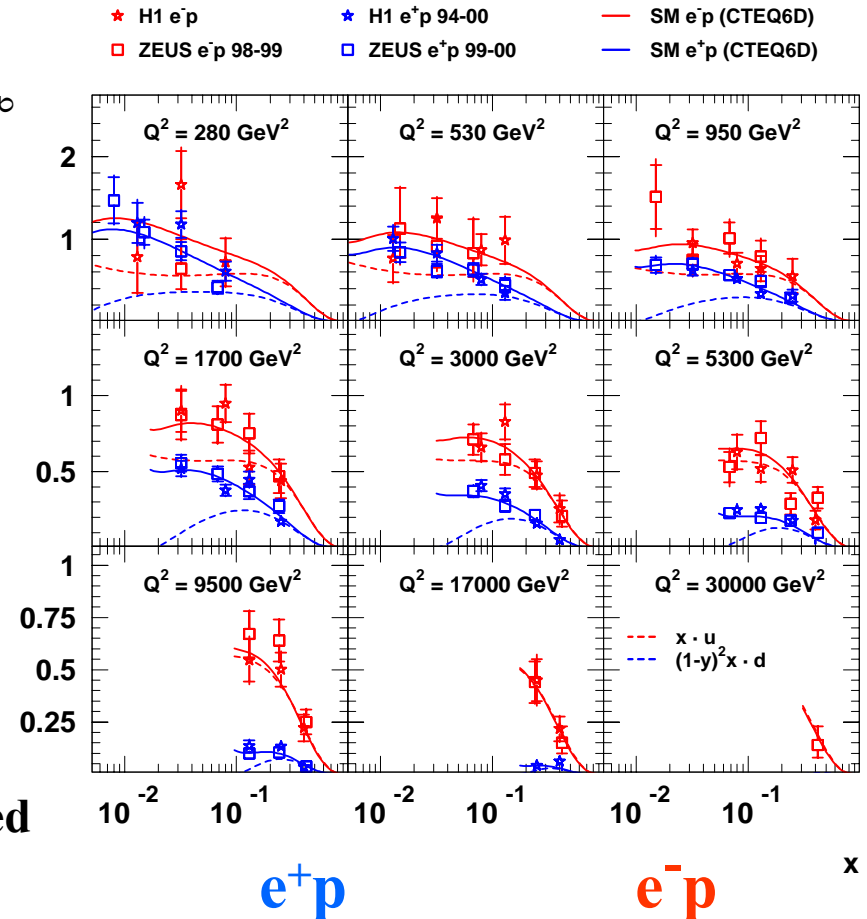 H1 e⁻p H1 e⁺p 94-00 SM e⁻p (CTEQ6D)
ZEUS e⁻p 98-99 ZEUS e⁺p 99-00 SM e⁺p (CTEQ6D)
σ
Q² = 280 GeV² Q² = 530 GeV² Q² = 950 GeV²
2
1
Q² = 1700 GeV² Q² = 3000 GeV² Q² = 5300 GeV²
1
0.5
Q² = 9500 GeV² Q² = 17000 GeV² Q² = 30000 GeV²
1
0.75
x · u
(1-y)²x · d
0.5
0.25
10⁻² 10⁻¹ 10⁻² 10⁻¹ 10⁻² 10⁻¹
ed
x
e⁺p e⁻p